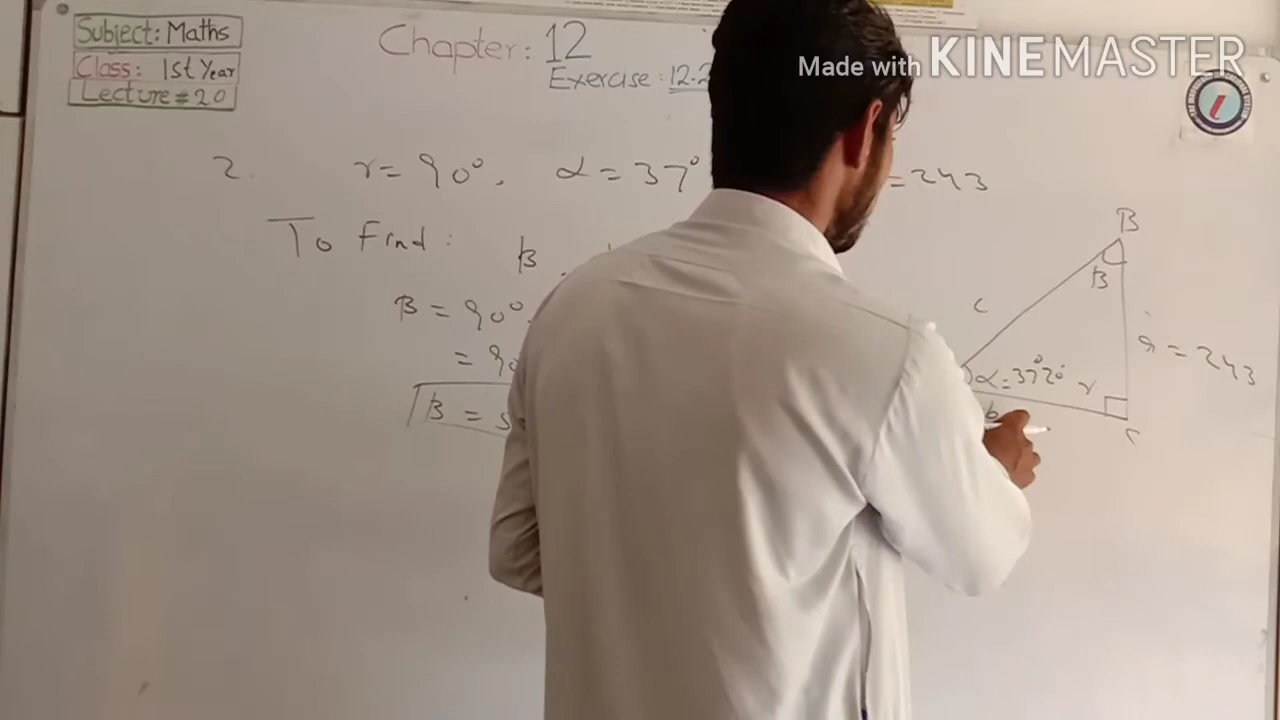 Subject: Maths
Class: 1st Year
Lecture # 20
Chapter: 12
Exercise: 12.2
Made with KINEMASTER
2. γ = 90°, α = 37° = 243
To Find: β
β = 90°
= 90
β = 5
B
β
c
a = 243
α = 37°20' γ
b
C